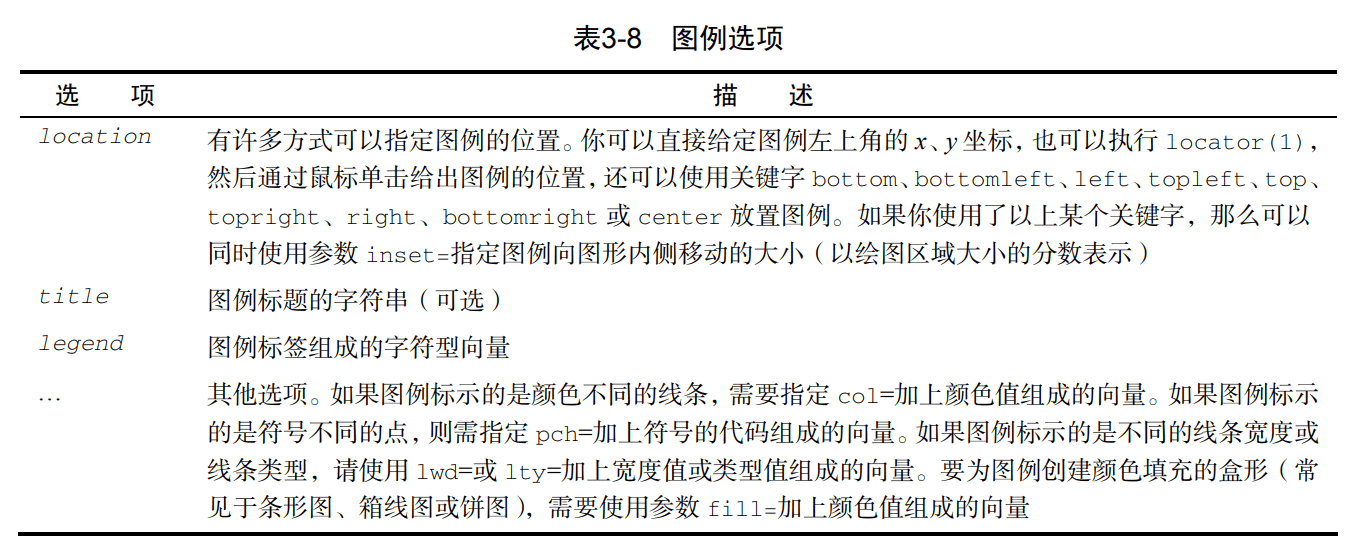 表3-8 图例选项
选 项 描 述
location 有许多方式可以指定图例的位置。你可以直接给定图例左上角的 x、y 坐标，也可以执行 locator(1)，
然后通过鼠标单击给出图例的位置，还可以使用关键字 bottom、bottomleft、left、topleft、top、
topright、right、bottomright 或 center 放置图例。如果你使用了以上某个关键字，那么可以
同时使用参数 inset=指定图例向图形内侧移动的大小（以绘图区域大小的分数表示）
title 图例标题的字符串（可选）
legend 图例标签组成的字符型向量
… 其他选项。如果图例标示的是颜色不同的线条，需要指定 col=加上颜色值组成的向量。如果图例标示
的是符号不同的点，则需指定 pch=加上符号的代码组成的向量。如果图例标示的是不同的线条宽度或
线条类型，请使用 lwd=或 lty=加上宽度值或类型值组成的向量。要为图例创建颜色填充的盒形（常
见于条形图、箱线图或饼图），需要使用参数 fill=加上颜色值组成的向量